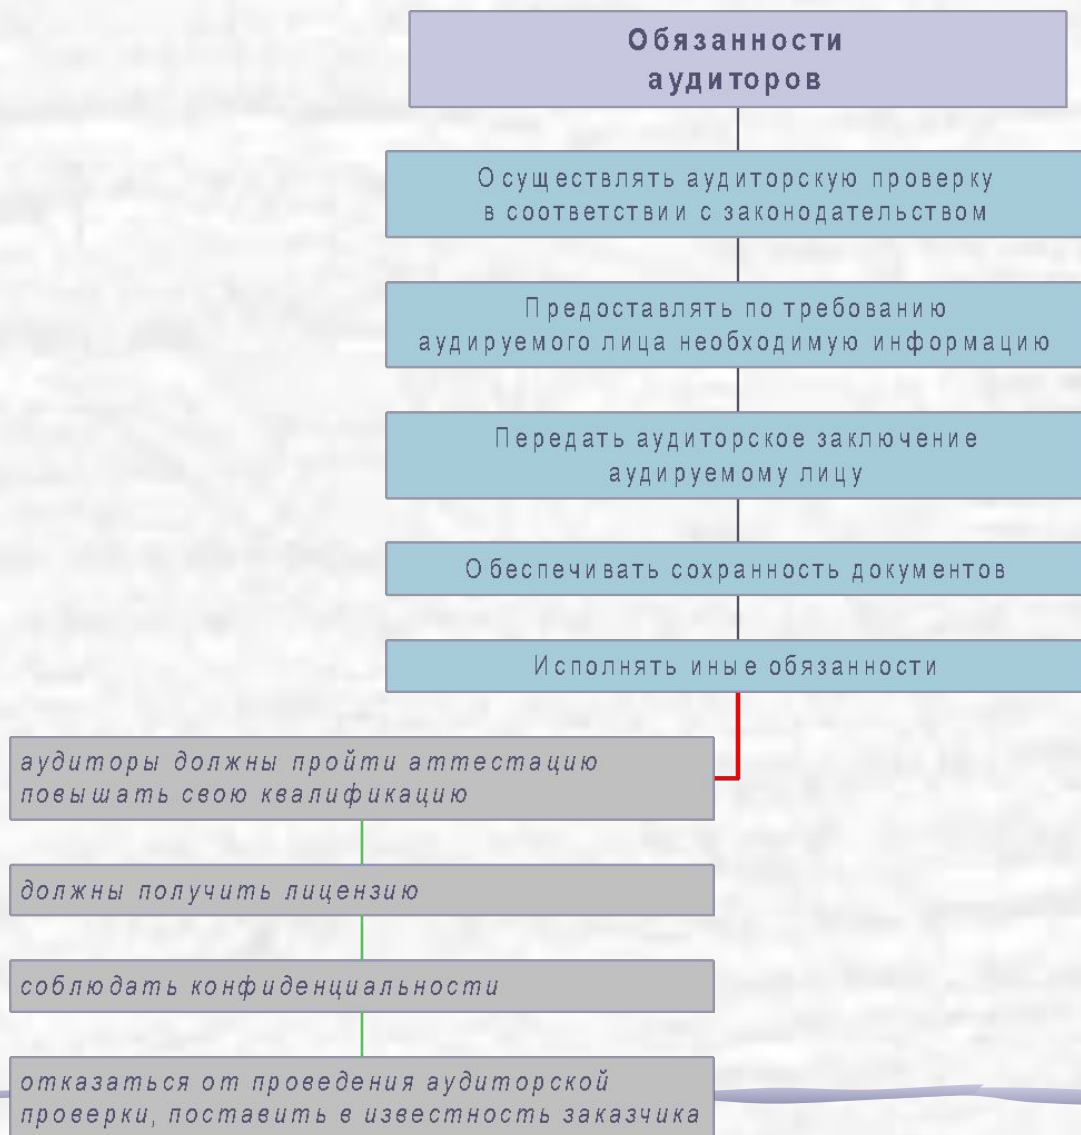 Обязанности
аудиторов
Осуществлять аудиторскую проверку
в соответствии с законодательством
Предоставлять по требованию
аудируемого лица необходимую информацию
Передать аудиторское заключение
аудируемому лицу
Обеспечивать сохранность документов
Исполнять иные обязанности
аудиторы должны пройти аттестацию
повышать свою квалификацию
должны получить лицензию
соблюдать конфиденциальности
отказаться от проведения аудиторской
проверки, поставить в известность заказчика